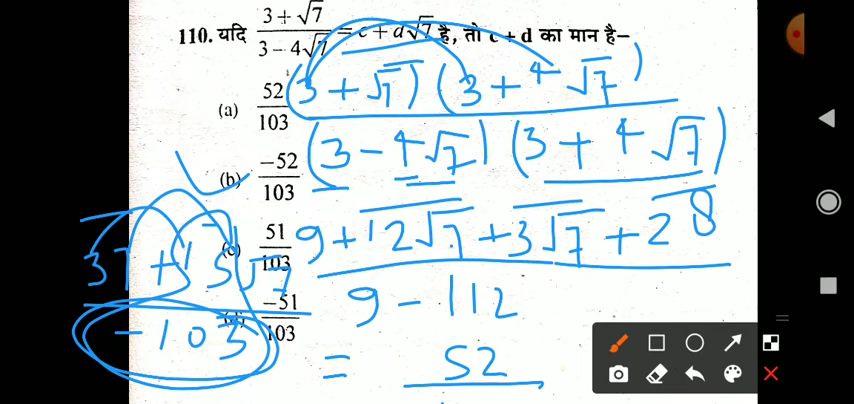 110. यदि (3 + √7)/(3 − 4√7) = c + d√7 है, तो c + d का मान है–
(a) 52/103
(b) −52/103
(c) 51/103
(d) −51/103
(3 + √7) (3 + 4√7)
(3 − 4√7) (3 + 4√7)
9 + 12√7 + 3√7 + 28
9 − 112
= 52
37 + 15√7
−103